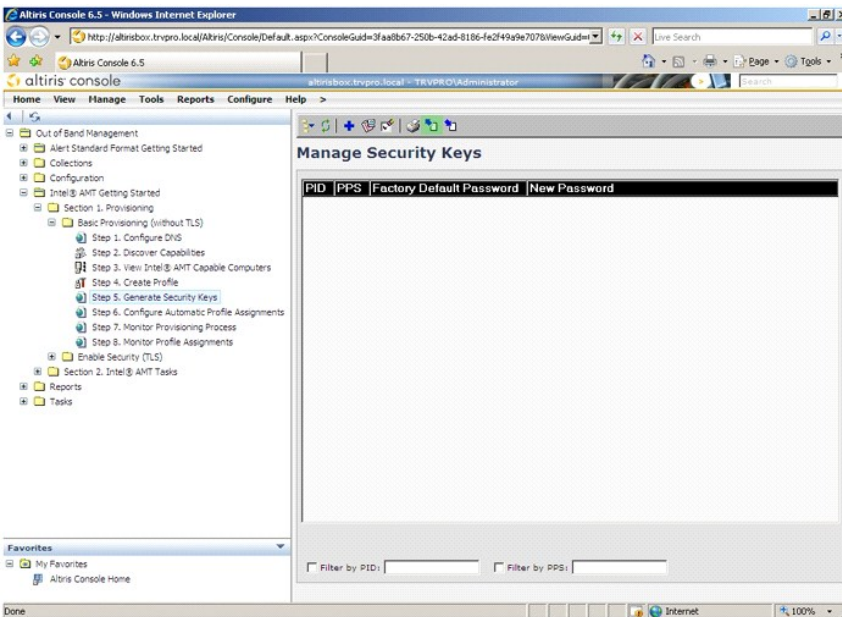 Altiris Console 6.5 - Windows Internet Explorer
http://altirisbox.trvpro.local/Altiris/Console/Default.aspx?ConsoleGuid=3faa8b67-250b-42ad-8186-fe2f49a9e707&ViewGuid=
Live Search
Altiris Console 6.5
Page
Tools
altiris console
altirisbox.trvpro.local - TRVPRO\Administrator
Search
Home View Manage Tools Reports Configure Help >
Out of Band Management
Alert Standard Format Getting Started
Collections
Configuration
Intel® AMT Getting Started
Section 1. Provisioning
Basic Provisioning (without TLS)
Step 1. Configure DNS
Step 2. Discover Capabilities
Step 3. View Intel® AMT Capable Computers
Step 4. Create Profile
Step 5. Generate Security Keys
Step 6. Configure Automatic Profile Assignments
Step 7. Monitor Provisioning Process
Step 8. Monitor Profile Assignments
Enable Security (TLS)
Section 2. Intel® AMT Tasks
Reports
Tasks
Manage Security Keys
PID PPS Factory Default Password New Password
Favorites
My Favorites
Altiris Console Home
Filter by PID:
Filter by PPS:
Done
Internet
100%